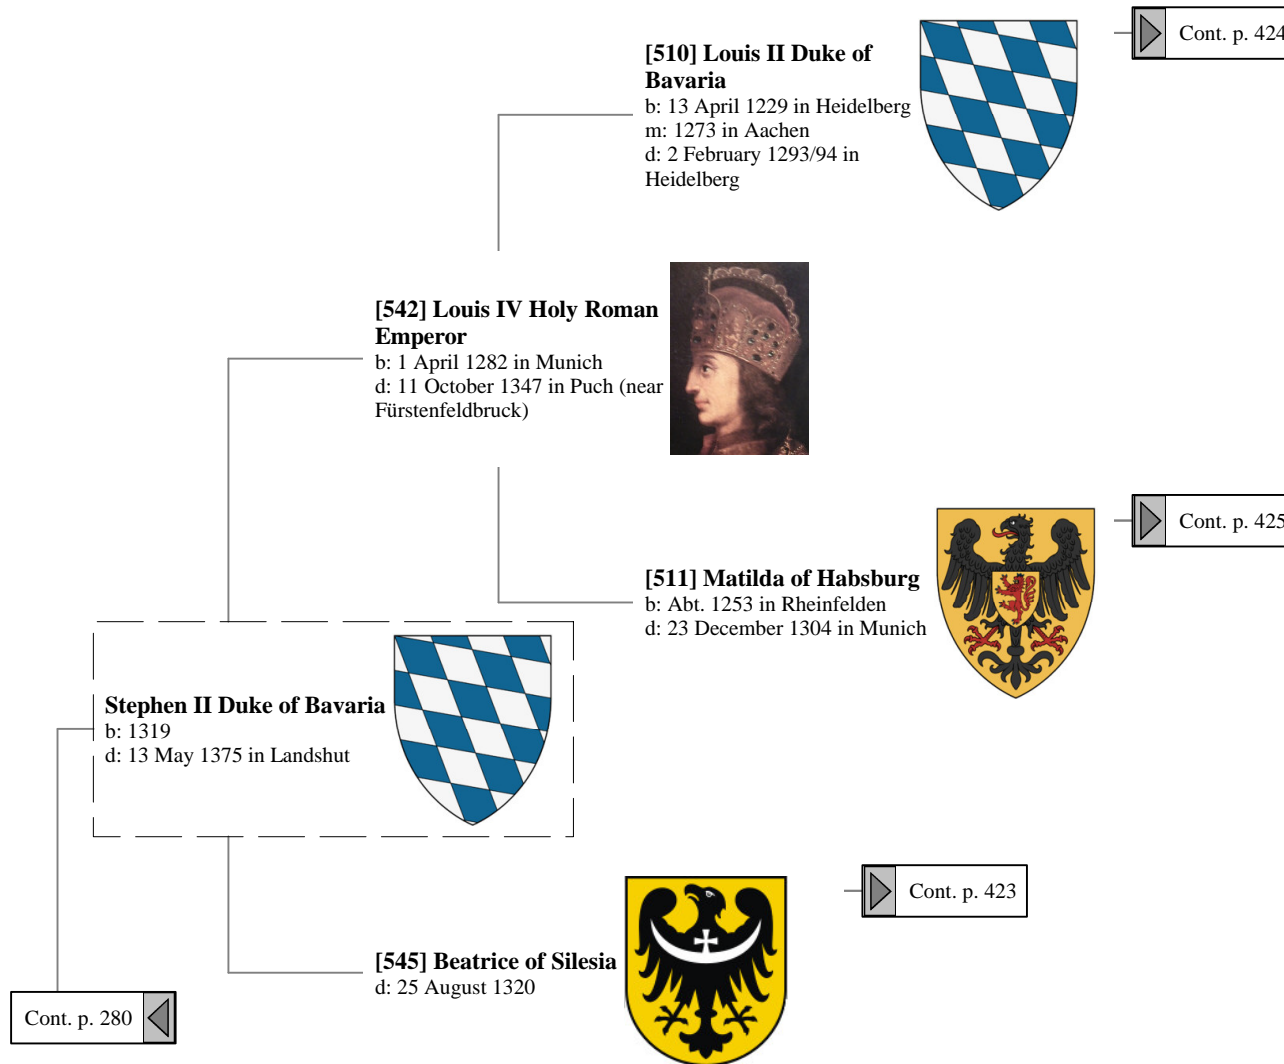 Cont. p. 424
[510] Louis II Duke of
Bavaria
b: 13 April 1229 in Heidelberg
m: 1273 in Aachen
d: 2 February 1293/94 in
Heidelberg
[542] Louis IV Holy Roman
Emperor
b: 1 April 1282 in Munich
d: 11 October 1347 in Puch (near
Fürstenfeldbruck)
Cont. p. 425
[511] Matilda of Habsburg
b: Abt. 1253 in Rheinfelden
d: 23 December 1304 in Munich
Stephen II Duke of Bavaria
b: 1319
d: 13 May 1375 in Landshut
Cont. p. 423
[545] Beatrice of Silesia
d: 25 August 1320
Cont. p. 280